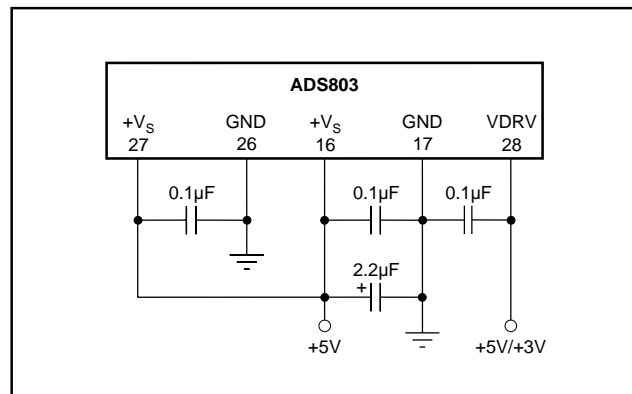 ADS803
+VS GND +VS GND VDRV
27 26 16 17 28
0.1µF 0.1µF 0.1µF
2.2µF
+
+5V +5V/+3V